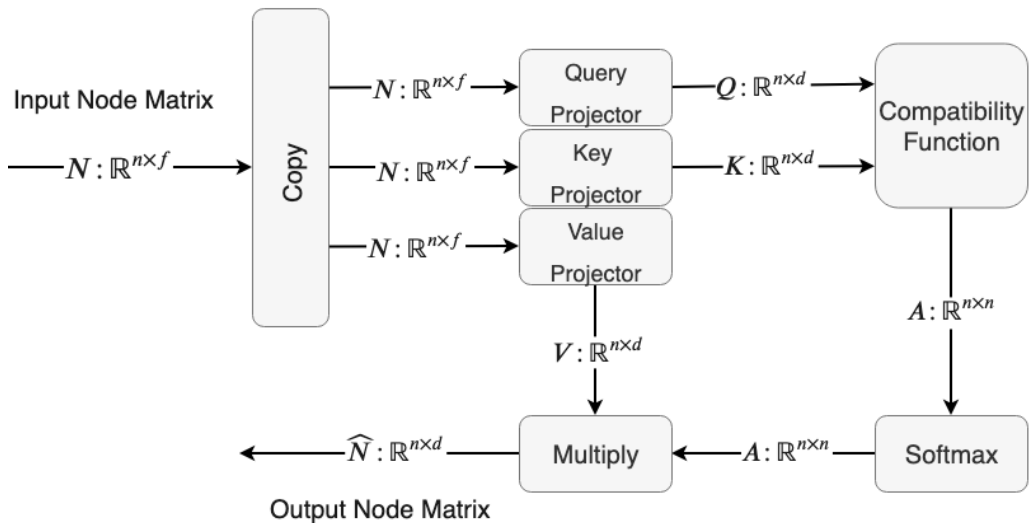 Input Node Matrix
N : ℝ^{n×f}
Copy
N : ℝ^{n×f}
Query
Projector
Q : ℝ^{n×d}
Compatibility
Function
N : ℝ^{n×f}
Key
Projector
K : ℝ^{n×d}
N : ℝ^{n×f}
Value
Projector
A : ℝ^{n×n}
V : ℝ^{n×d}
N̂ : ℝ^{n×d}
Multiply
A : ℝ^{n×n}
Softmax
Output Node Matrix